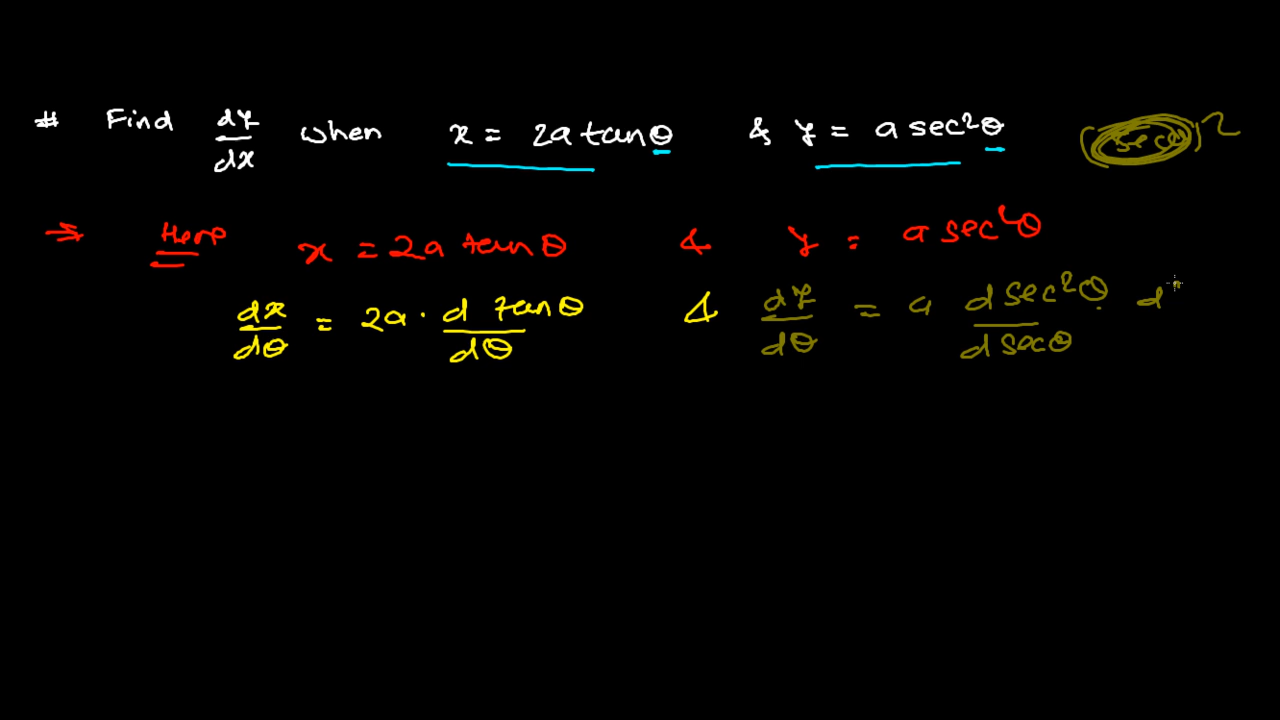 # Find dy/dx when x = 2a tanθ & y = a sec²θ (secθ)²
⇒ Here x = 2a tanθ & y = a sec²θ
dx/dθ = 2a · d tanθ/dθ & dy/dθ = a d sec²θ/d secθ · d